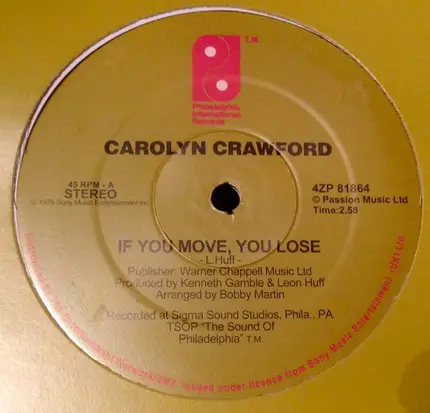 T.M.
Philadelphia
International
Records
CAROLYN CRAWFORD
45 RPM - A
STEREO
℗ 1975 Sony Music Entertainment Inc
4ZP 81864
© Passion Music Ltd
Time:2.58
IF YOU MOVE, YOU LOSE
- L.Huff -
Publisher: Warner Chappell Music Ltd
Produced by Kenneth Gamble & Leon Huff
Arranged by Bobby Martin
Recorded at Sigma Sound Studios, Phila., PA
TSOP "The Sound Of
Philadelphia" T.M.
issued under licence from Sony Music Entertainment (UK) Ltd